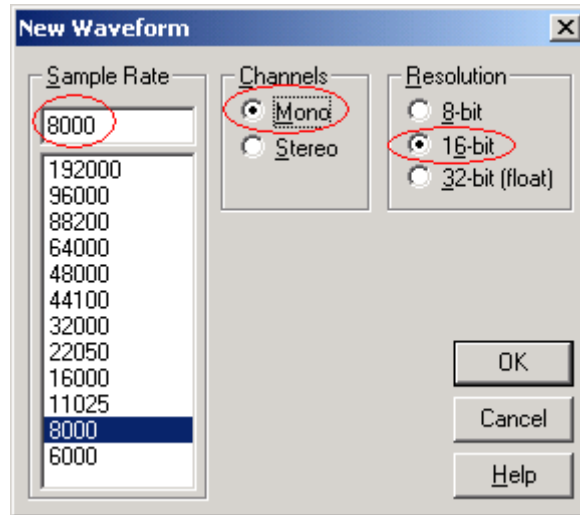 New Waveform
Sample Rate
8000
192000
96000
88200
64000
48000
44100
32000
22050
16000
11025
8000
6000
Channels
Mono
Stereo
Resolution
8-bit
16-bit
32-bit (float)
OK
Cancel
Help